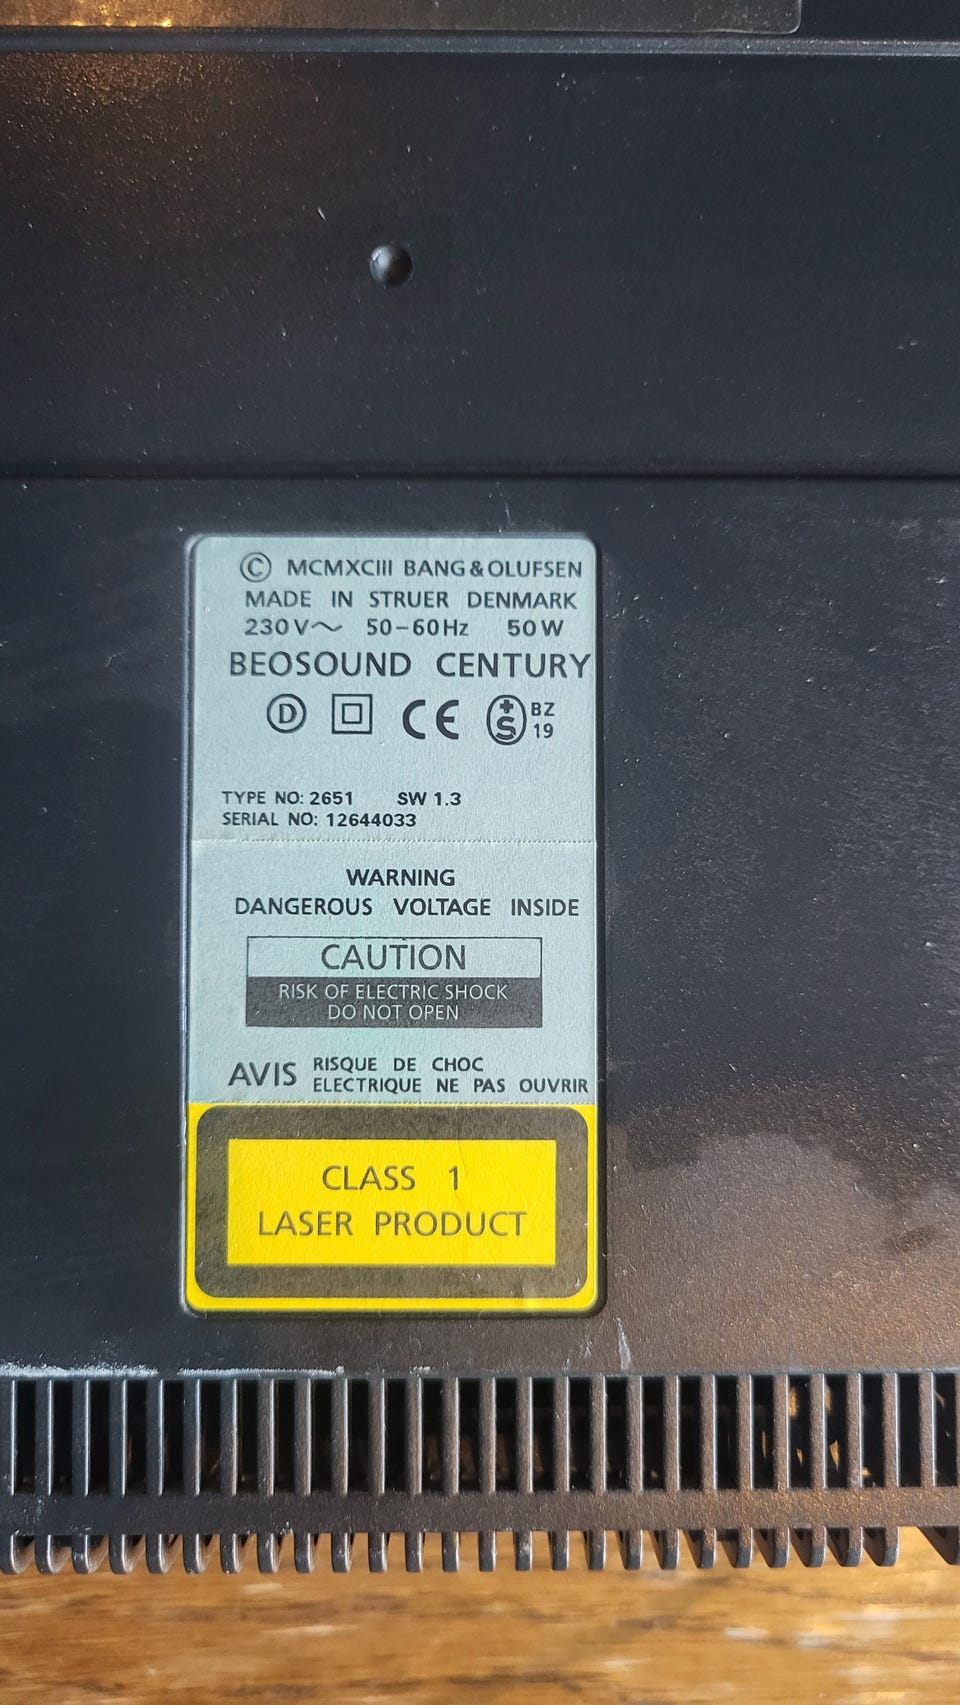 © MCMXCIII BANG & OLUFSEN
MADE IN STRUER DENMARK
230V~ 50-60Hz 50W
BEOSOUND CENTURY
D CE +S BZ 19
TYPE NO: 2651 SW 1.3
SERIAL NO: 12644033
WARNING
DANGEROUS VOLTAGE INSIDE
CAUTION
RISK OF ELECTRIC SHOCK
DO NOT OPEN
AVIS RISQUE DE CHOC
ELECTRIQUE NE PAS OUVRIR
CLASS 1
LASER PRODUCT